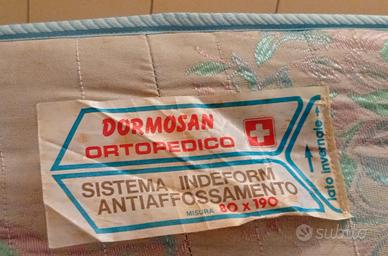 DORMOSAN
ORTOPEDICO
SISTEMA INDEFORM
ANTIAFFOSSAMENTO
MISURA 80 x 190
lato invernale
subito